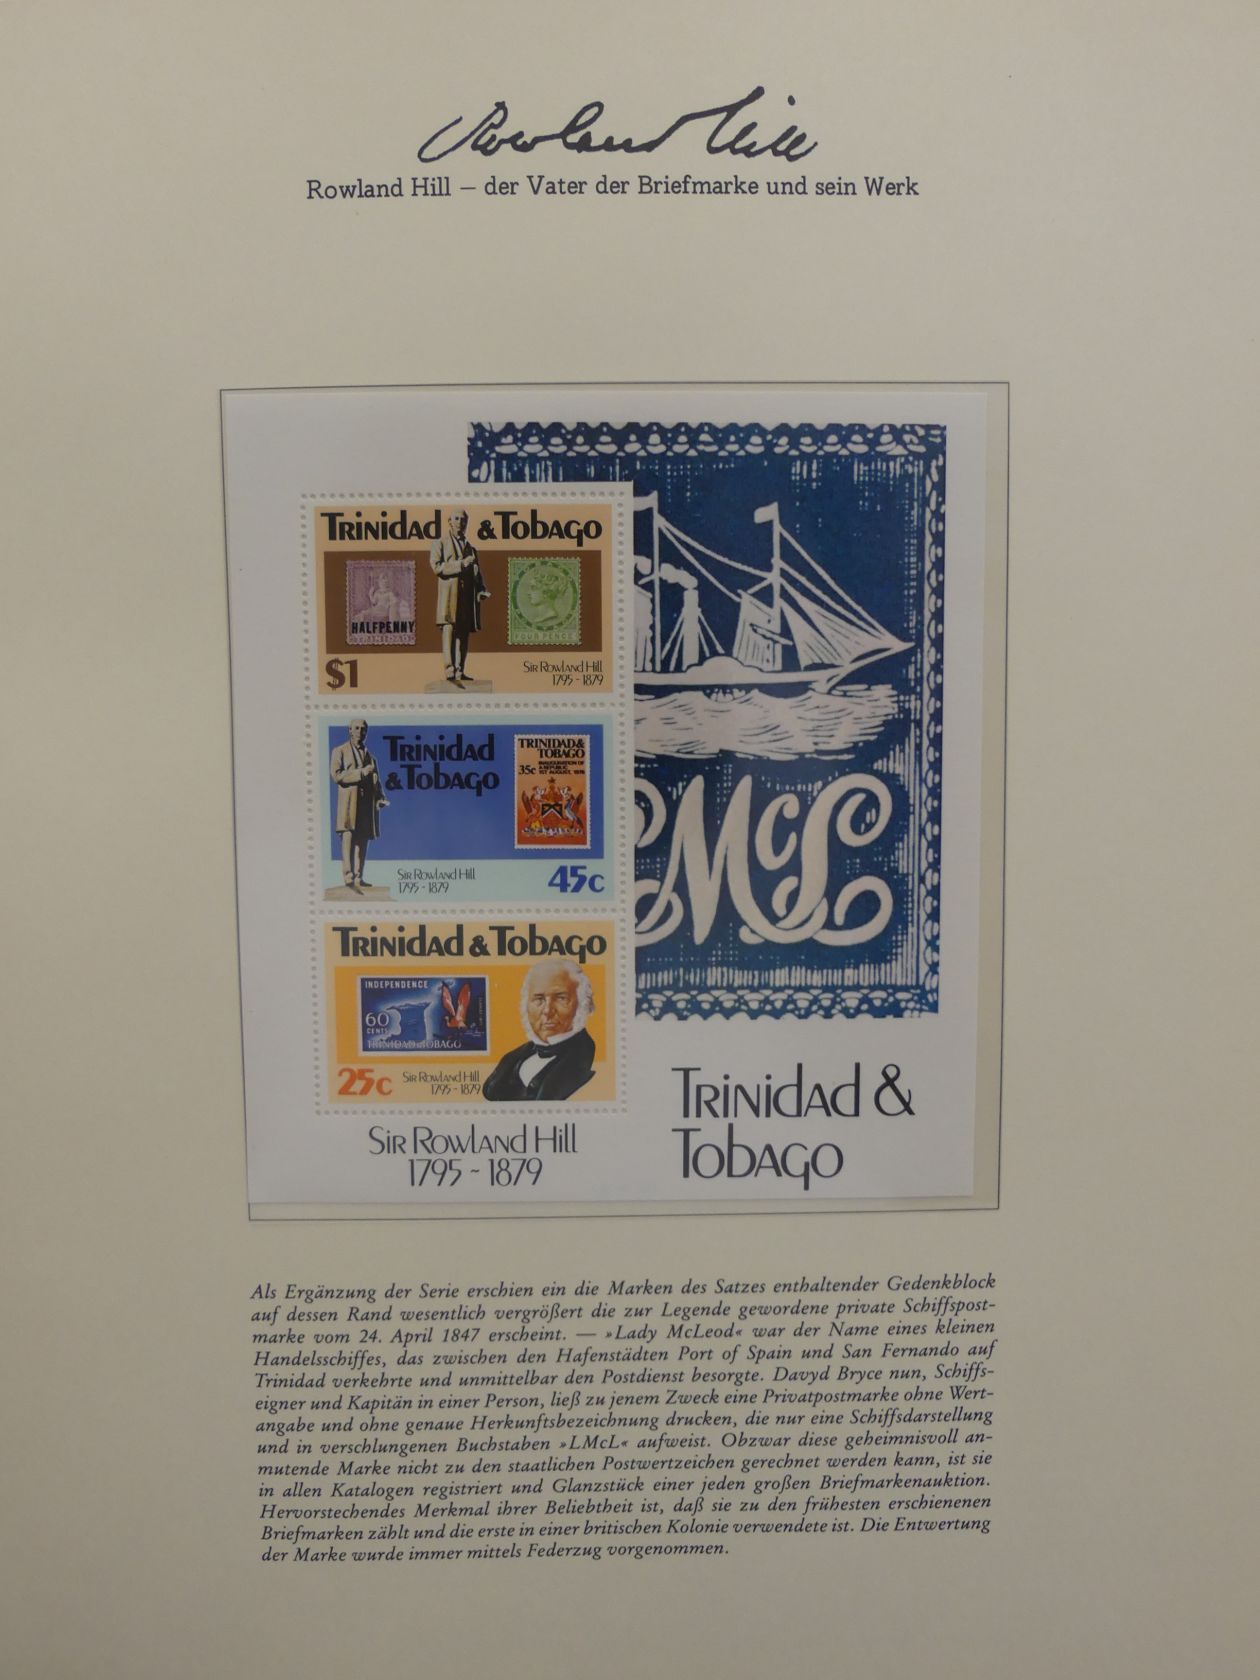 Rowland Hill
Rowland Hill – der Vater der Briefmarke und sein Werk
Trinidad & Tobago
HALFPENNY
TRINIDAD
FOUR PENCE
$1
Sir Rowland Hill
1795-1879
Trinidad
& Tobago
TRINIDAD &
TOBAGO
35c
INAUGURATION OF
A REPUBLIC
1ST AUGUST, 1976
Sir Rowland Hill
1795-1879
45c
Trinidad & Tobago
INDEPENDENCE
60
CENTS
TRINIDAD & TOBAGO
25c
Sir Rowland Hill
1795-1879
McL
Sir Rowland Hill
1795-1879
Trinidad &
Tobago
Als Ergänzung der Serie erschien ein die Marken des Satzes enthaltender Gedenkblock
auf dessen Rand wesentlich vergrößert die zur Legende gewordene private Schiffspost-
marke vom 24. April 1847 erscheint. — »Lady McLeod« war der Name eines kleinen
Handelsschiffes, das zwischen den Hafenstädten Port of Spain und San Fernando auf
Trinidad verkehrte und unmittelbar den Postdienst besorgte. Davyd Bryce nun, Schiffs-
eigner und Kapitän in einer Person, ließ zu jenem Zweck eine Privatpostmarke ohne Wert-
angabe und ohne genaue Herkunftsbezeichnung drucken, die nur eine Schiffsdarstellung
und in verschlungenen Buchstaben »LMcL« aufweist. Obzwar diese geheimnisvoll an-
mutende Marke nicht zu den staatlichen Postwertzeichen gerechnet werden kann, ist sie
in allen Katalogen registriert und Glanzstück einer jeden großen Briefmarkenauktion.
Hervorstechendes Merkmal ihrer Beliebtheit ist, daß sie zu den frühesten erschienenen
Briefmarken zählt und die erste in einer britischen Kolonie verwendete ist. Die Entwertung
der Marke wurde immer mittels Federzug vorgenommen.